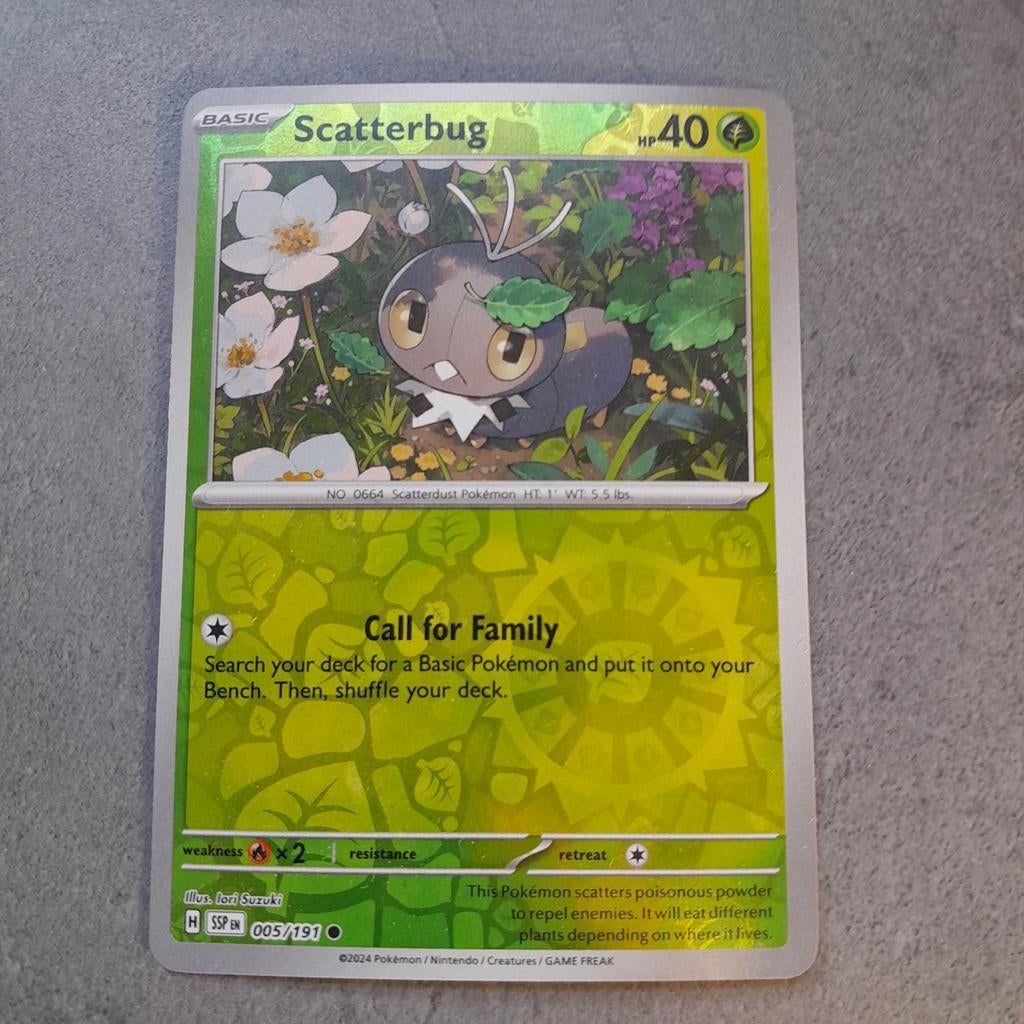 BASIC Scatterbug HP 40
NO. 0664 Scatterdust Pokémon HT: 1' WT: 5.5 lbs.
Call for Family
Search your deck for a Basic Pokémon and put it onto your
Bench. Then, shuffle your deck.
weakness ×2 resistance retreat
This Pokémon scatters poisonous powder
to repel enemies. It will eat different
plants depending on where it lives.
Illus. Iori Suzuki
H SSP EN 005/191
©2024 Pokémon / Nintendo / Creatures / GAME FREAK